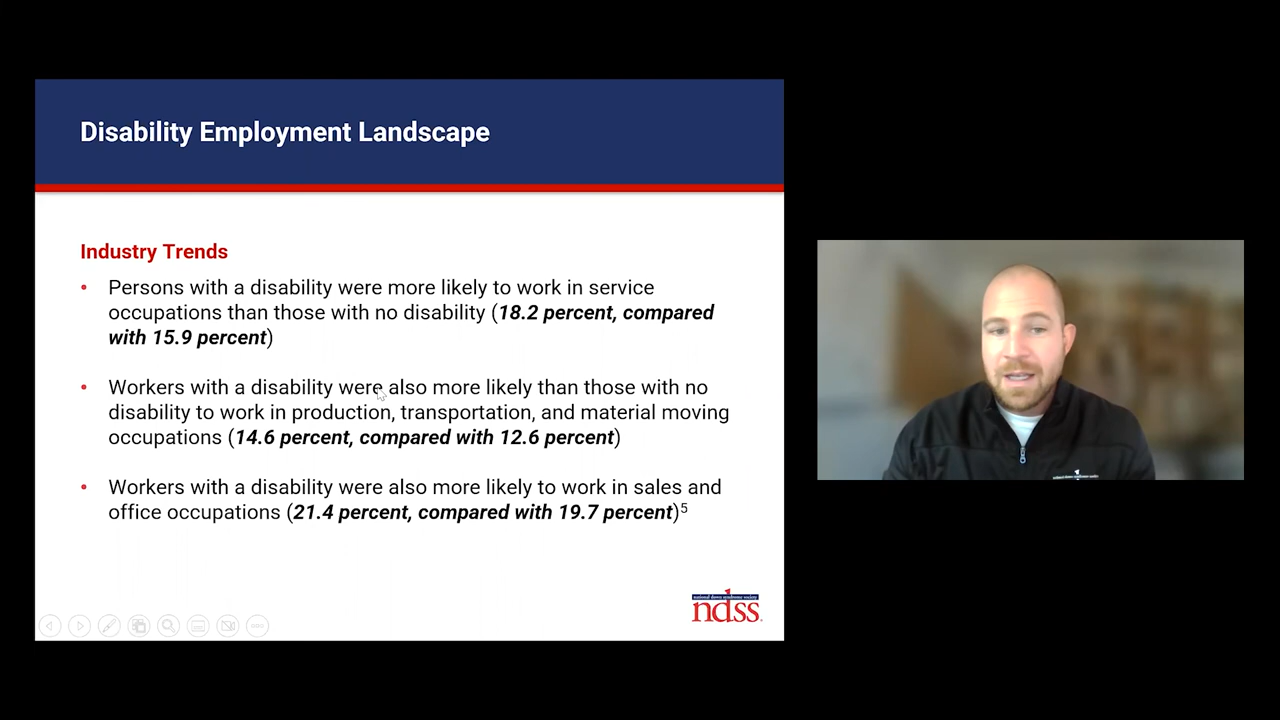 Disability Employment Landscape
Industry Trends
• Persons with a disability were more likely to work in service
occupations than those with no disability (18.2 percent, compared
with 15.9 percent)
• Workers with a disability were also more likely than those with no
disability to work in production, transportation, and material moving
occupations (14.6 percent, compared with 12.6 percent)
• Workers with a disability were also more likely to work in sales and
office occupations (21.4 percent, compared with 19.7 percent)⁵
national down syndrome society
ndss